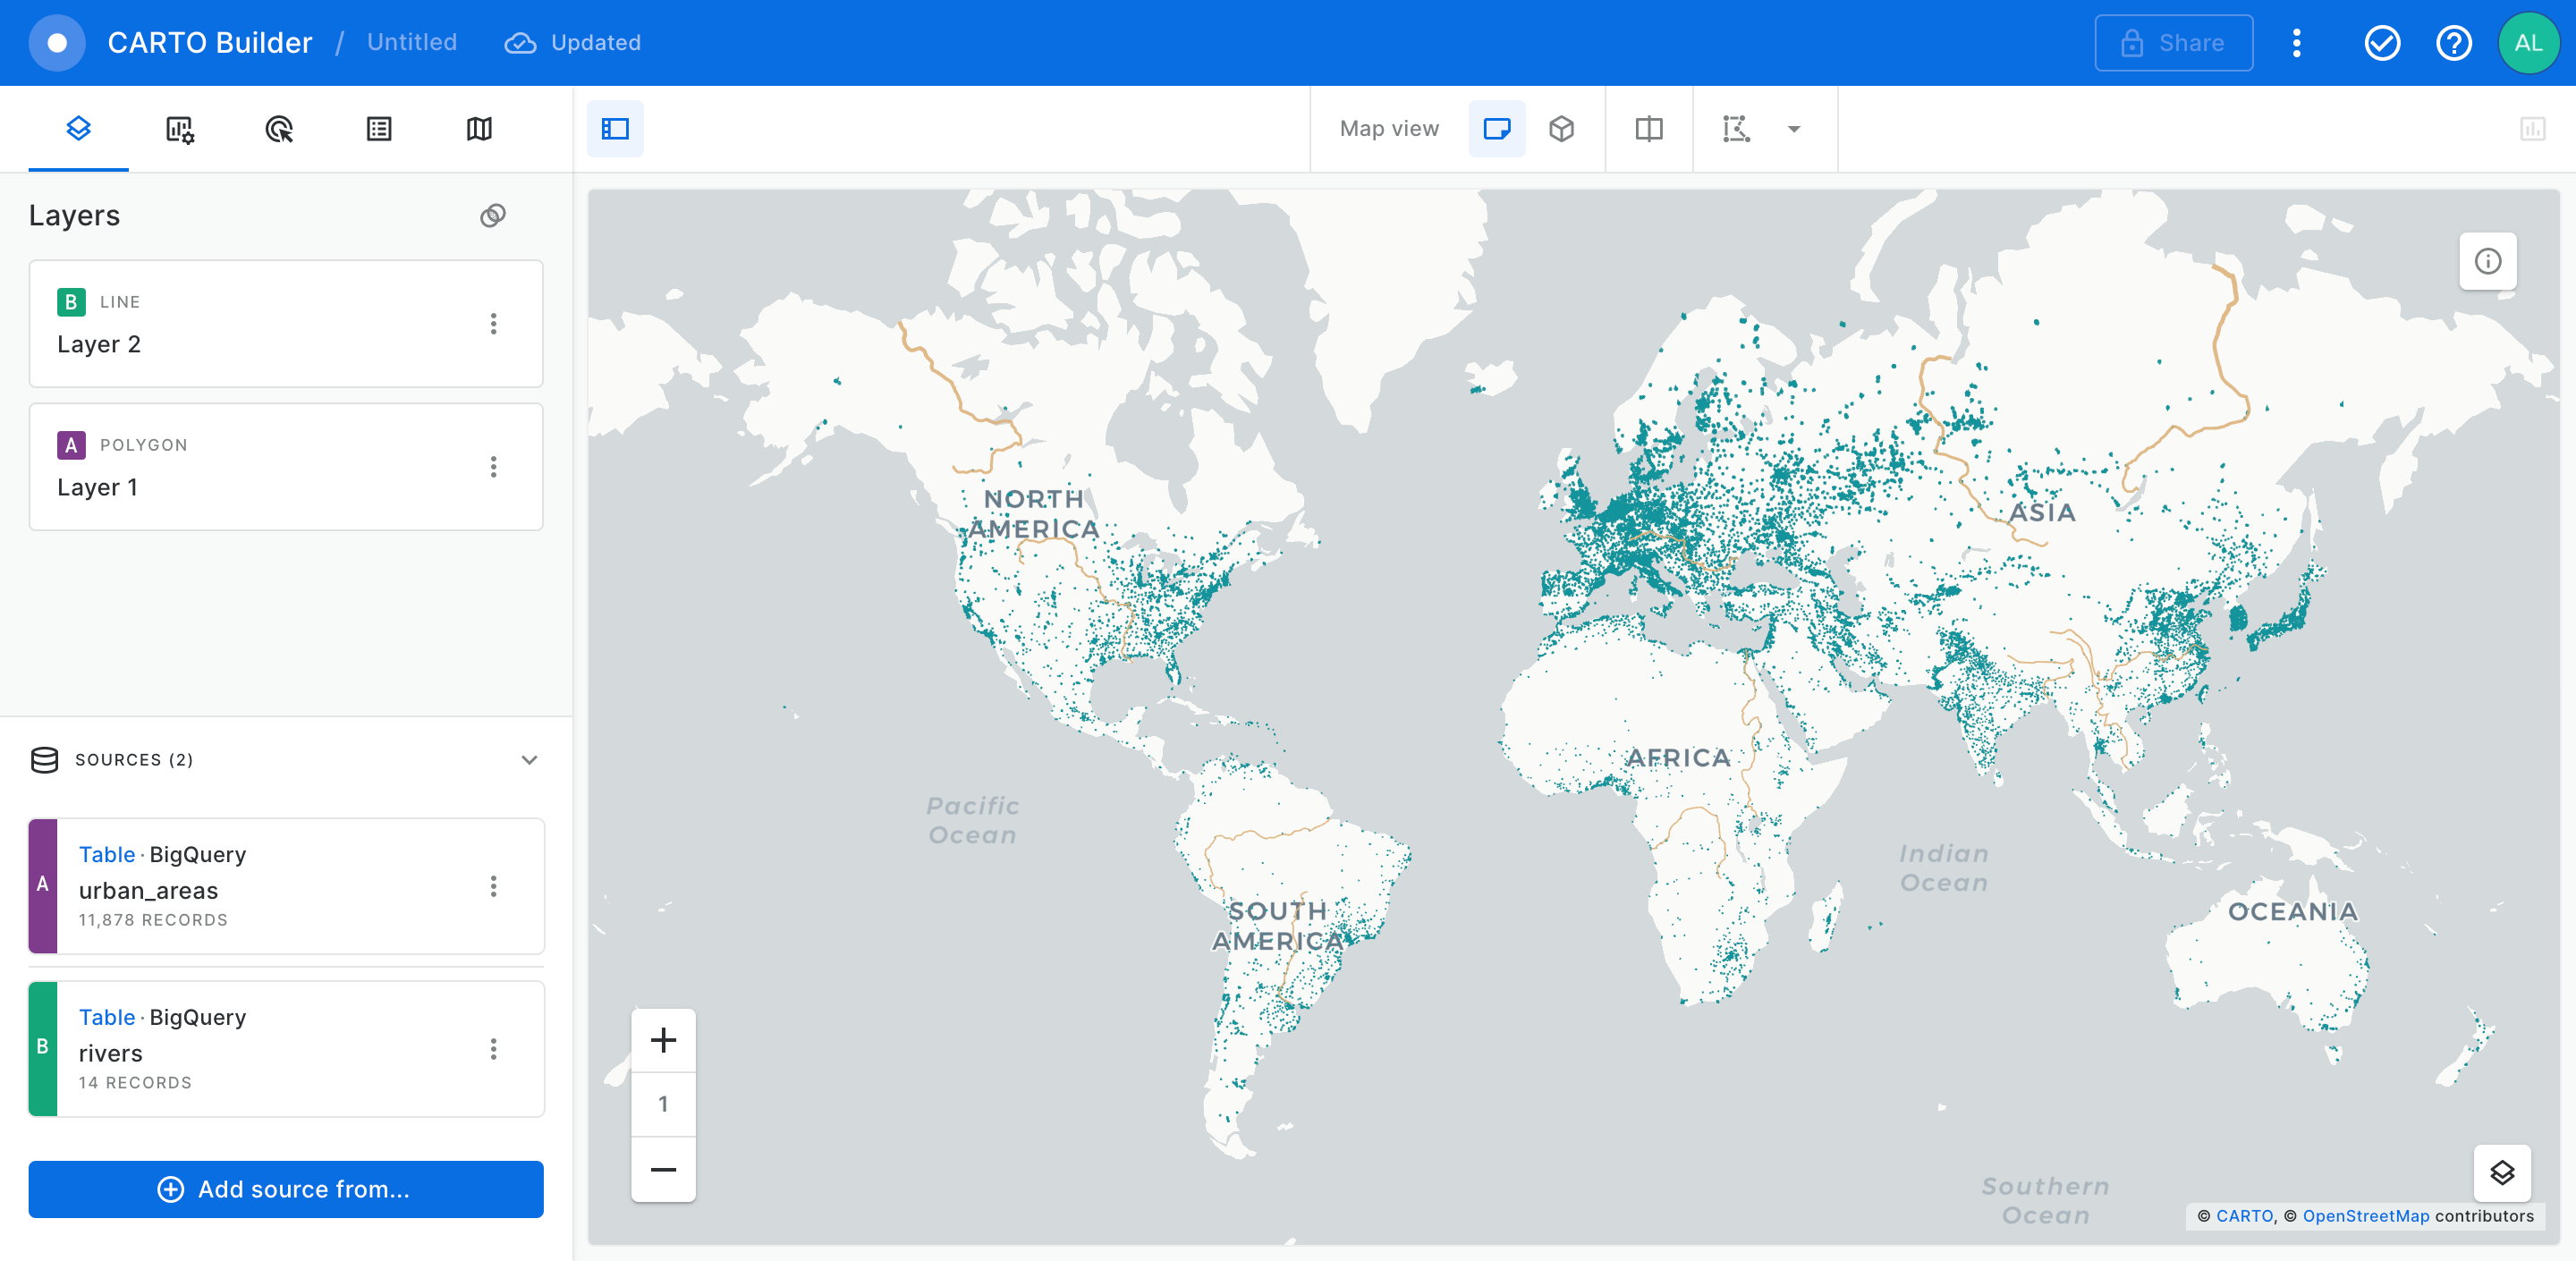 CARTO Builder / Untitled Updated Share AL
Map view
Layers
B LINE
Layer 2
A POLYGON
Layer 1
SOURCES (2)
A
Table · BigQuery
urban_areas
11,878 RECORDS
B
Table · BigQuery
rivers
14 RECORDS
Add source from...
NORTH
AMERICA
ASIA
AFRICA
Pacific
Ocean
Indian
Ocean
SOUTH
AMERICA
OCEANIA
1
Southern
Ocean
© CARTO, © OpenStreetMap contributors